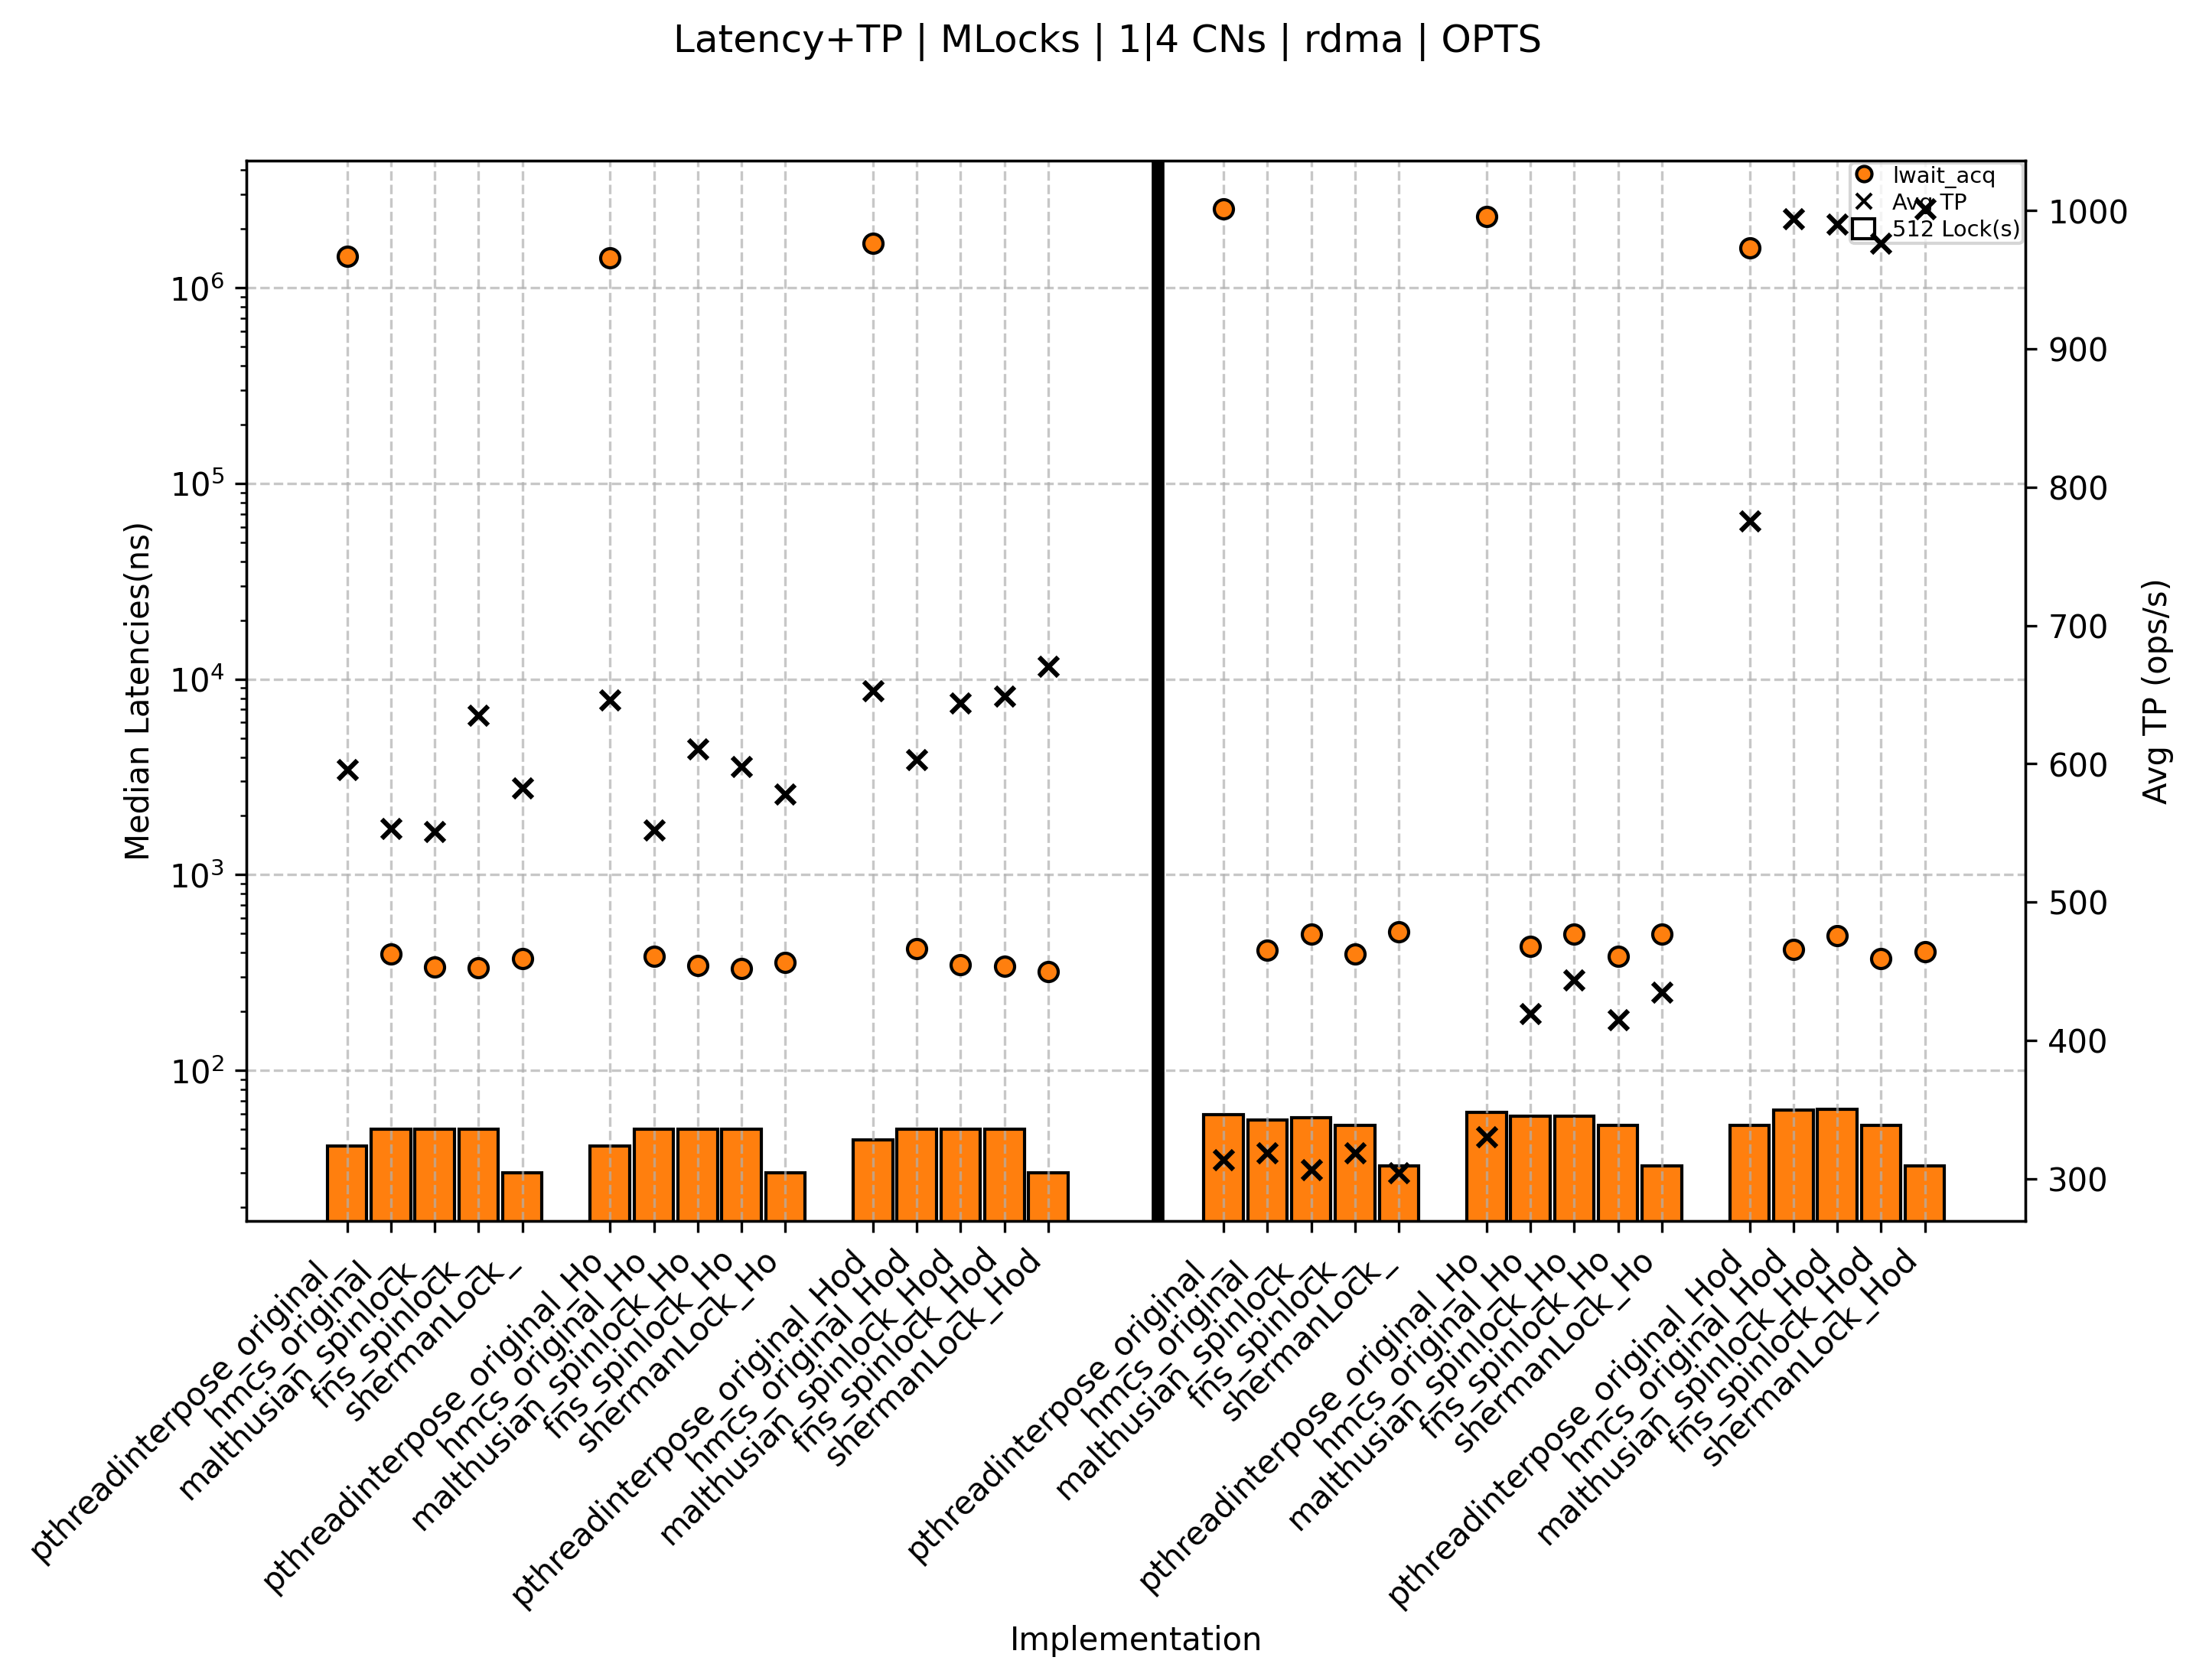 Latency+TP | MLocks | 1|4 CNs | rdma | OPTS
lwait_acq
Avg TP
512 Lock(s)
Median Latencies(ns)
10^6
10^5
10^4
10^3
10^2
Avg TP (ops/s)
1000
900
800
700
600
500
400
300
pthreadinterpose_original_
hmcs_original_
malthusian_spinlock_
fns_spinlock_
shermanLock_
pthreadinterpose_original_Ho
hmcs_original_Ho
malthusian_spinlock_Ho
fns_spinlock_Ho
shermanLock_Ho
pthreadinterpose_original_Hod
hmcs_original_Hod
malthusian_spinlock_Hod
fns_spinlock_Hod
shermanLock_Hod
pthreadinterpose_original_
hmcs_original_
malthusian_spinlock_
fns_spinlock_
shermanLock_
pthreadinterpose_original_Ho
hmcs_original_Ho
malthusian_spinlock_Ho
fns_spinlock_Ho
shermanLock_Ho
pthreadinterpose_original_Hod
hmcs_original_Hod
malthusian_spinlock_Hod
fns_spinlock_Hod
shermanLock_Hod
Implementation